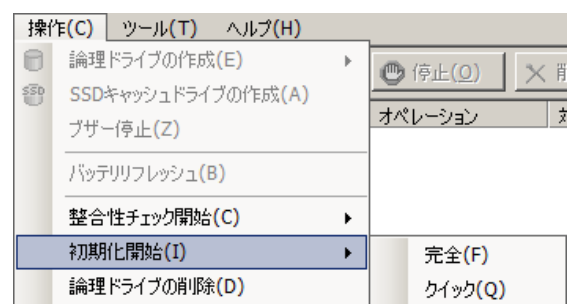 操作(C) ツール(T) ヘルプ(H)
論理ドライブの作成(E)
SSD SSDキャッシュドライブの作成(A)
ブザー停止(Z)
バッテリリフレッシュ(B)
整合性チェック開始(C)
初期化開始(I)
論理ドライブの削除(D)
停止(O)
オペレーション
完全(F)
クイック(Q)